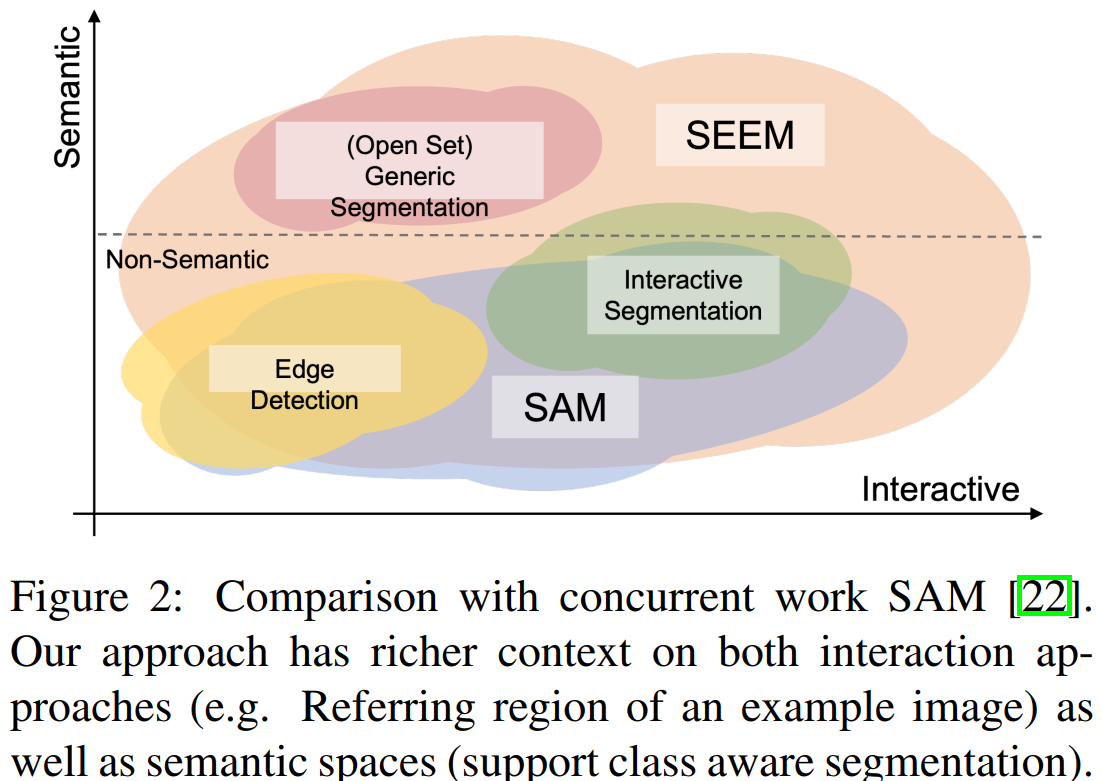 Semantic
(Open Set)
Generic
Segmentation
SEEM
Non-Semantic
Interactive
Segmentation
Edge
Detection
SAM
Interactive
Figure 2: Comparison with concurrent work SAM [22].
Our approach has richer context on both interaction ap-
proaches (e.g. Referring region of an example image) as
well as semantic spaces (support class aware segmentation).